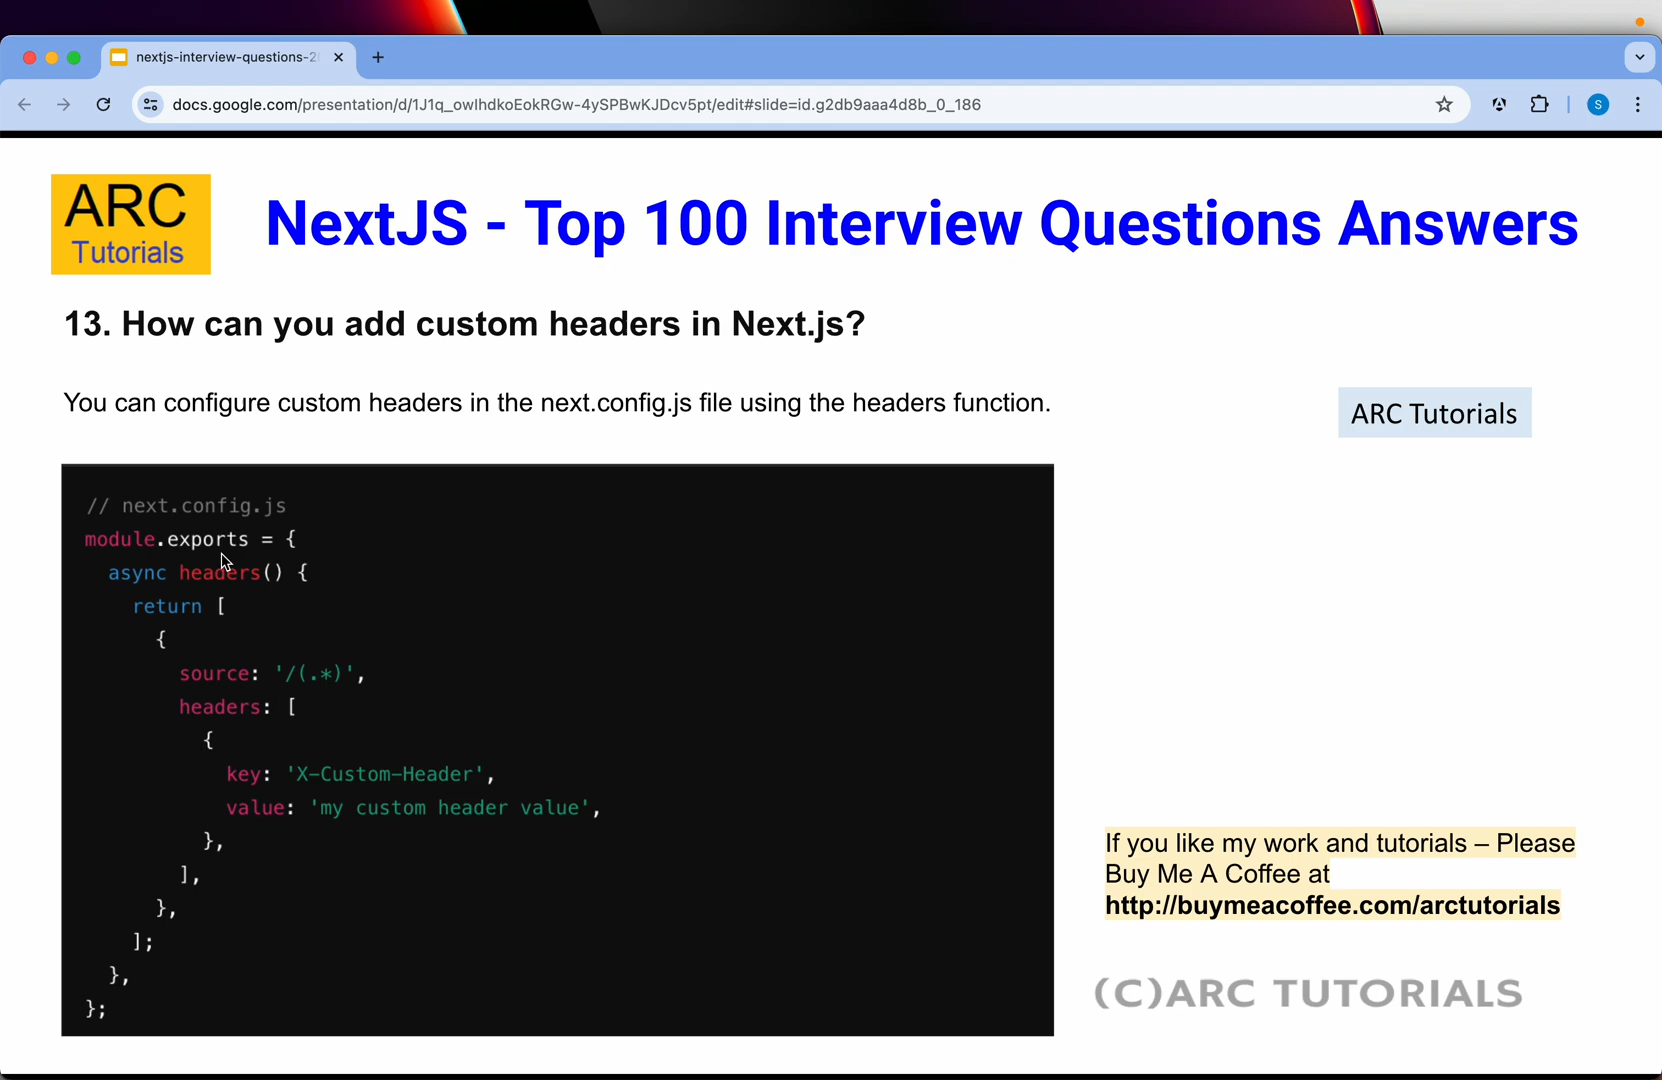 nextjs-interview-questions-2
docs.google.com/presentation/d/1J1q_owlhdkoEokRGw-4ySPBwKJDcv5pt/edit#slide=id.g2db9aaa4d8b_0_186
S
ARC
Tutorials
NextJS - Top 100 Interview Questions Answers
13. How can you add custom headers in Next.js?
You can configure custom headers in the next.config.js file using the headers function.
ARC Tutorials
// next.config.js
module.exports = {
  async headers() {
    return [
      {
        source: '/(.*)',
        headers: [
          {
            key: 'X-Custom-Header',
            value: 'my custom header value',
          },
        ],
      },
    ];
  },
};
If you like my work and tutorials – Please
Buy Me A Coffee at
http://buymeacoffee.com/arctutorials
(C)ARC TUTORIALS